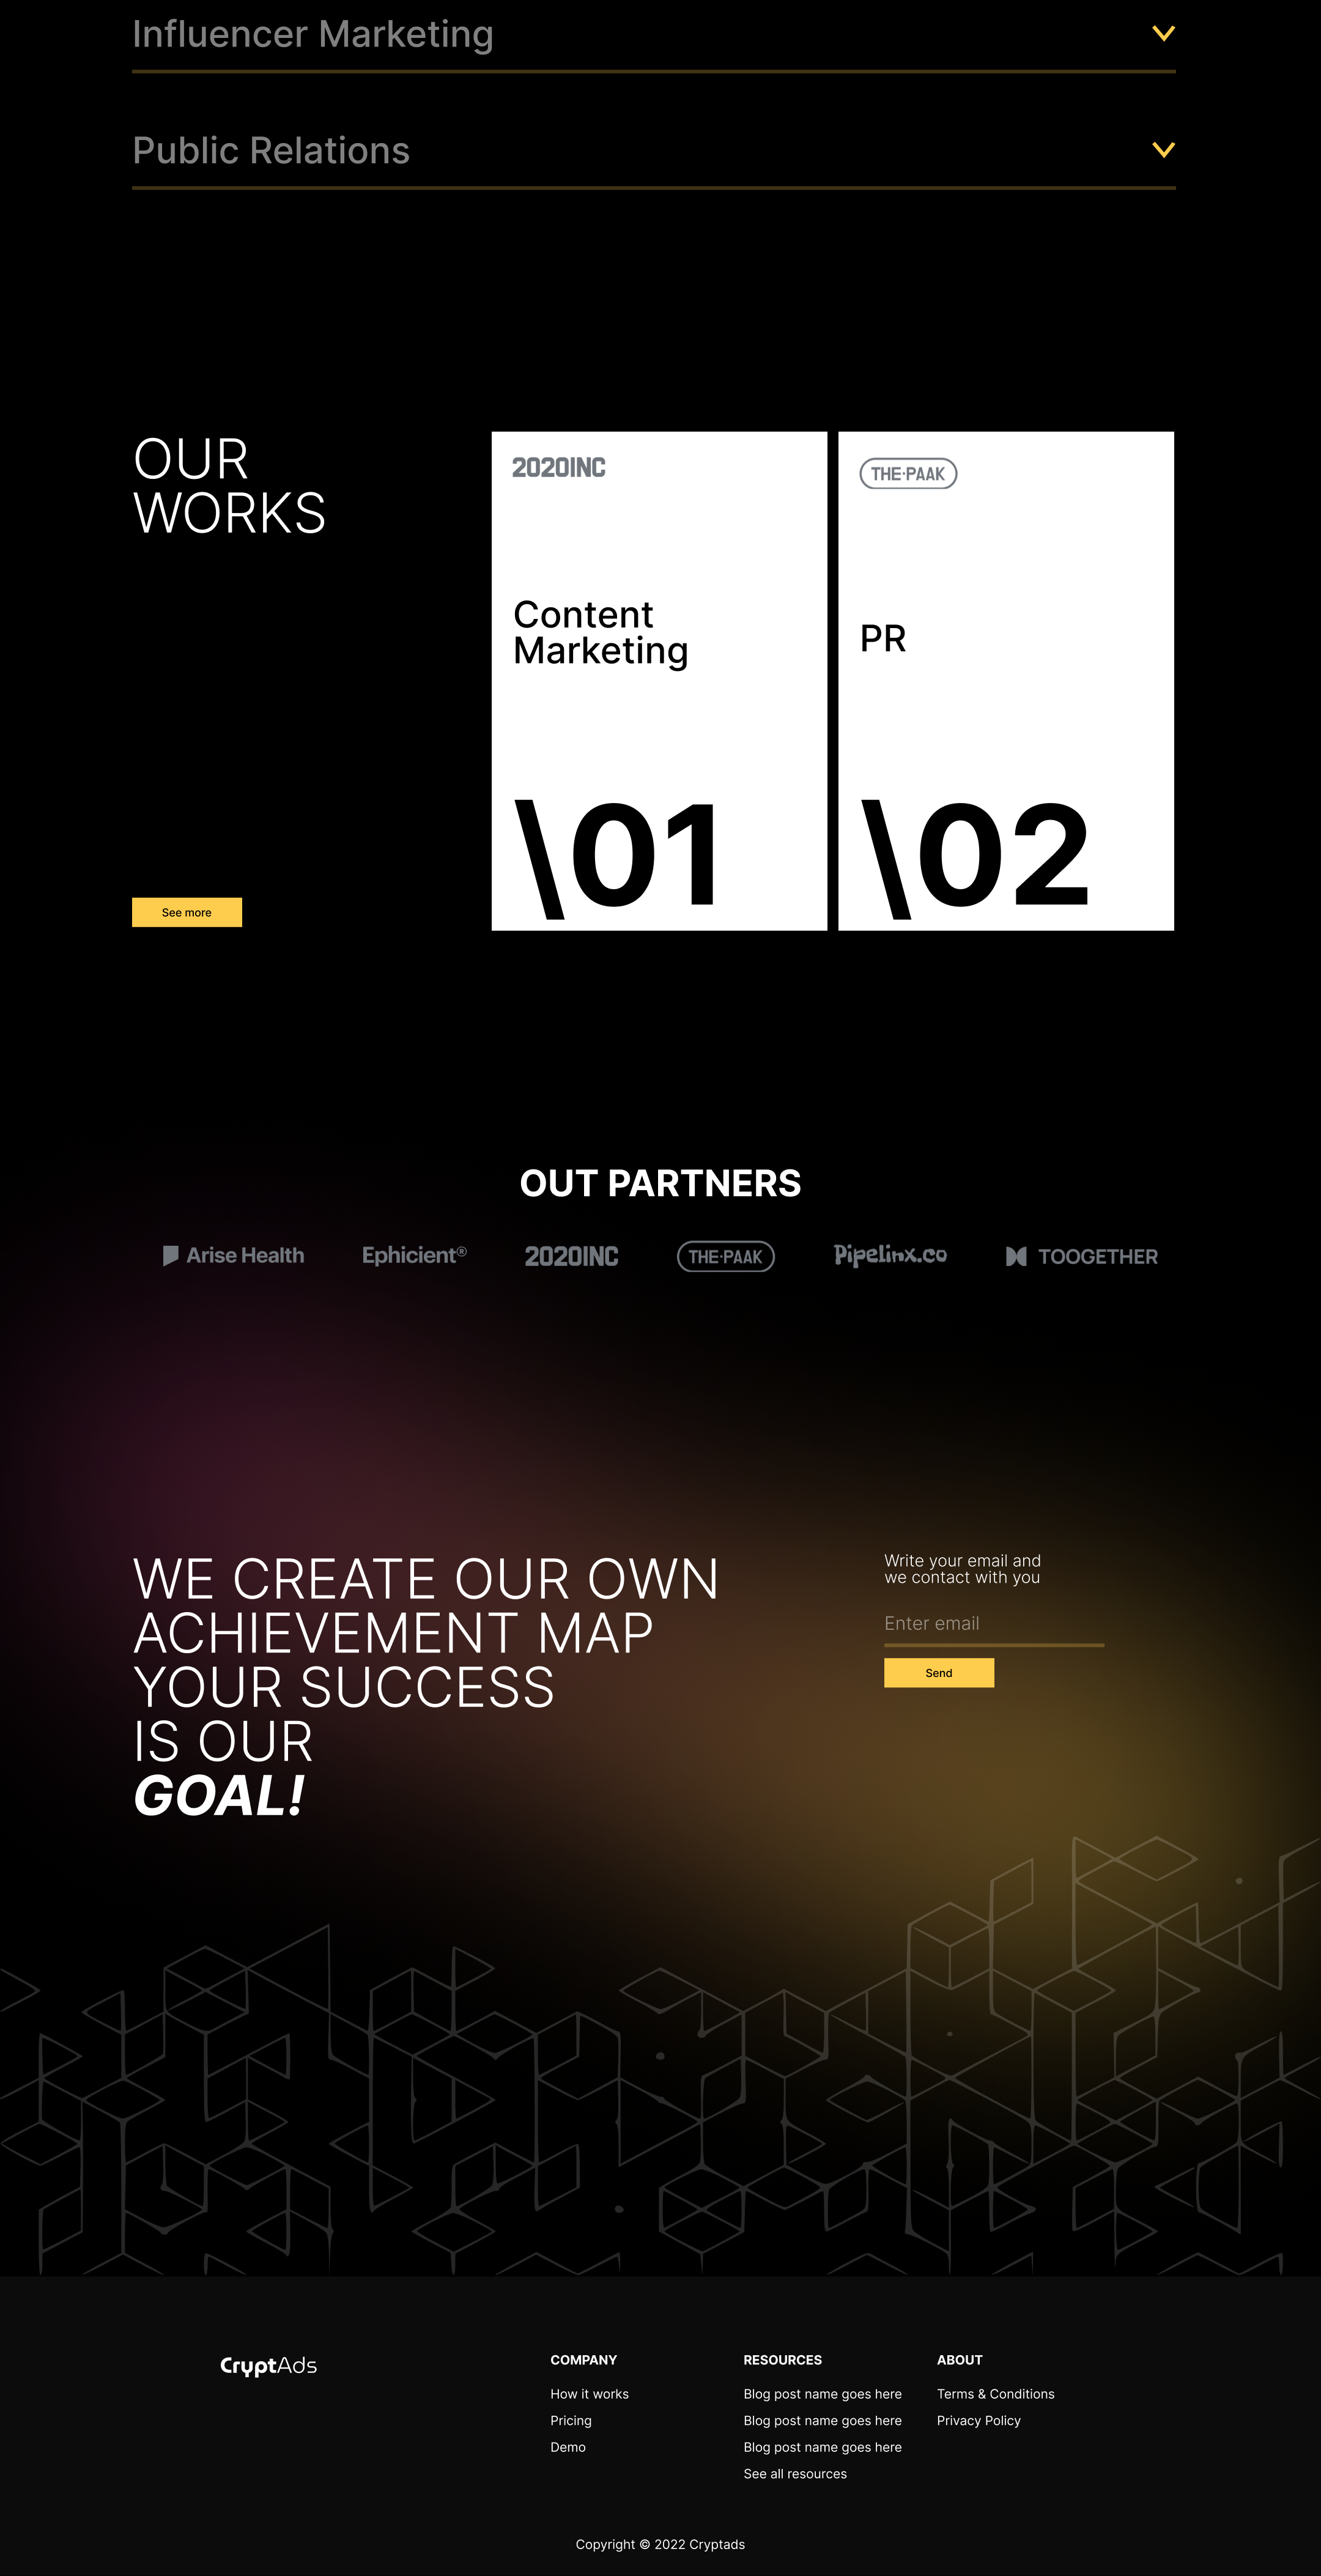 Influencer Marketing
Public Relations
OUR
WORKS
2020INC
Content
Marketing
\01
THE·PAAK
PR
\02
See more
OUT PARTNERS
Arise Health
Ephicient®
2020INC
THE·PAAK
Pipelinx.co
TOOGETHER
WE CREATE OUR OWN
ACHIEVEMENT MAP
YOUR SUCCESS
IS OUR
GOAL!
Write your email and
we contact with you
Enter email
Send
CryptAds
COMPANY
How it works
Pricing
Demo
RESOURCES
Blog post name goes here
Blog post name goes here
Blog post name goes here
See all resources
ABOUT
Terms & Conditions
Privacy Policy
Copyright © 2022 Cryptads